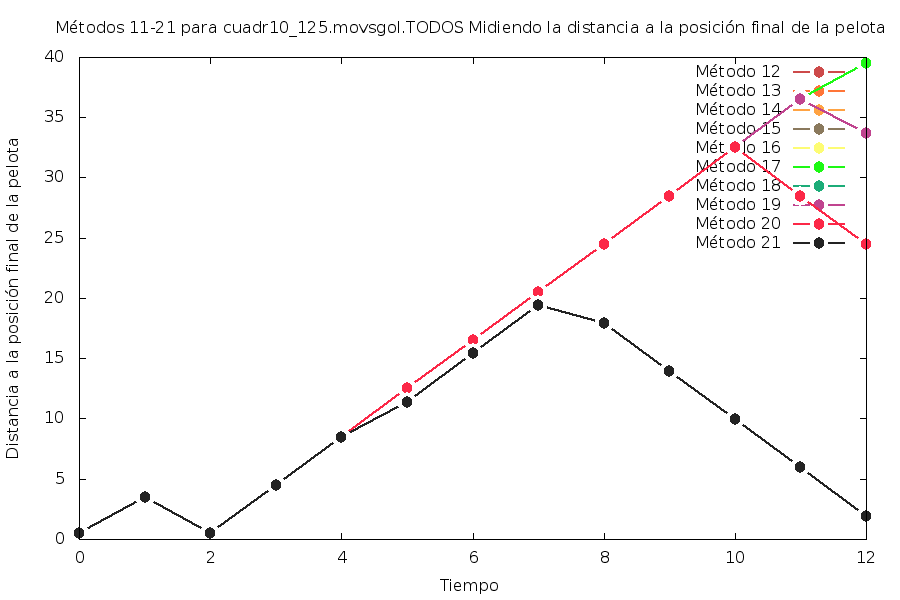 Métodos 11-21 para cuadr10_125.movsgol.TODOS Midiendo la distancia a la posición final de la pelota
Distancia a la posición final de la pelota
40
35
30
25
20
15
10
5
0
Método 12
Método 13
Método 14
Método 15
Método 16
Método 17
Método 18
Método 19
Método 20
Método 21
0 2 4 6 8 10 12
Tiempo